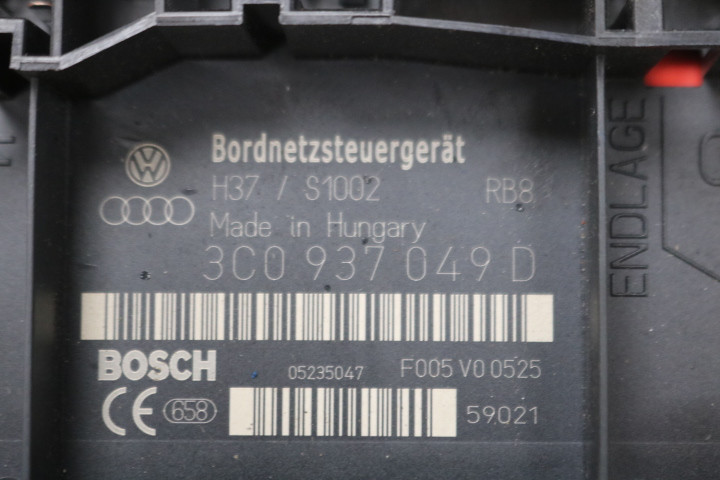 Bordnetzsteuergerät
H37 / S1002 RB8
Made in Hungary
3C0 937 049 D
BOSCH 05235047 F005 V0 0525
CE 658 59021
ENDLAGE